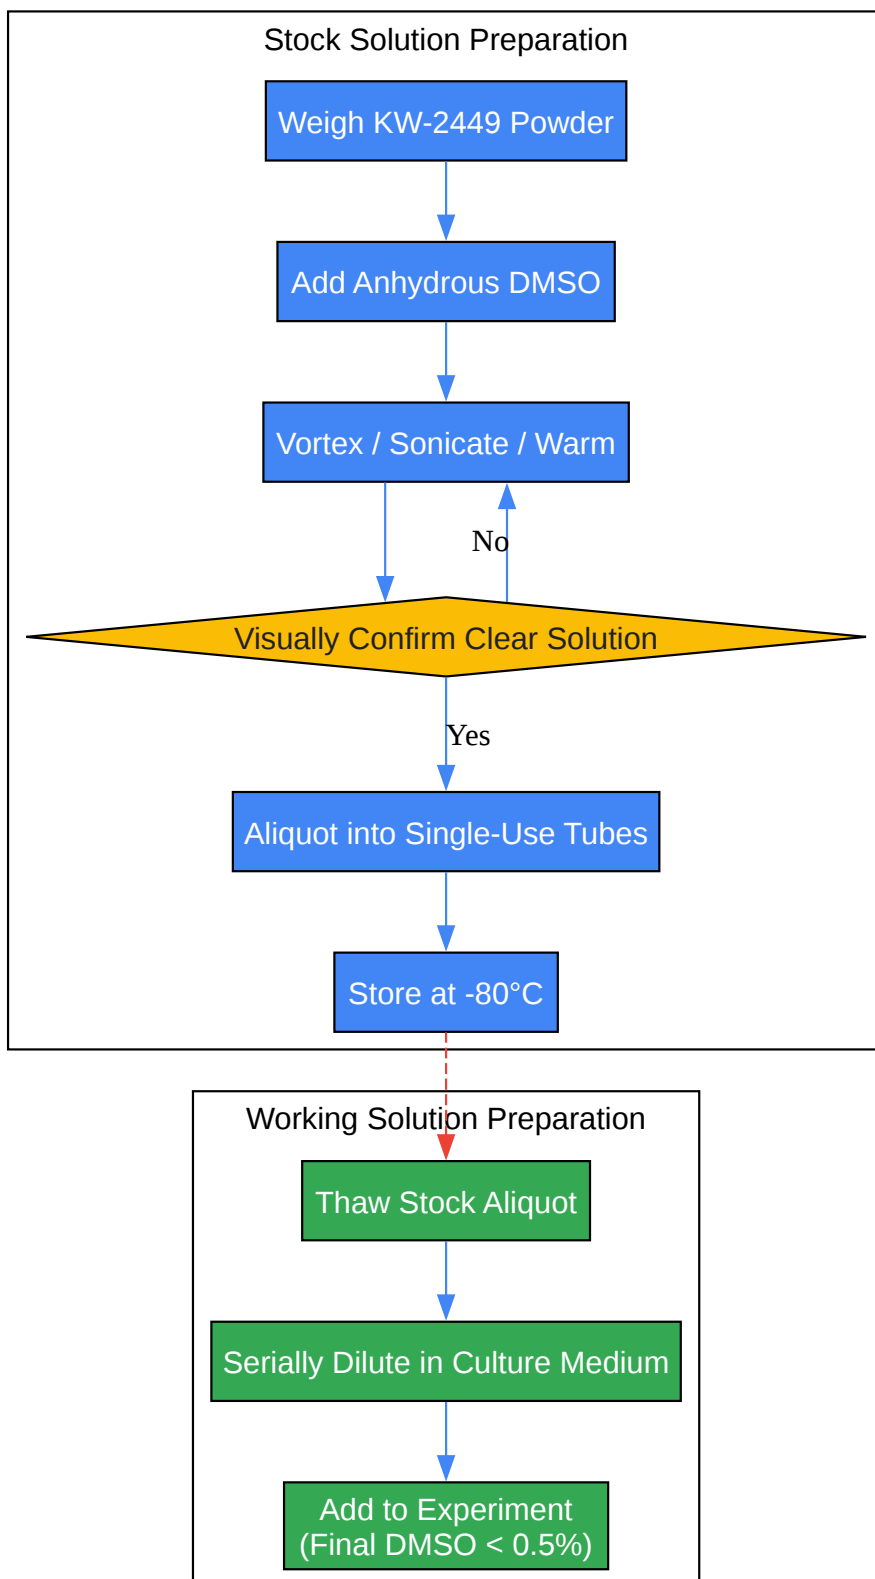 Stock Solution Preparation
Weigh KW-2449 Powder
Add Anhydrous DMSO
Vortex / Sonicate / Warm
No
Visually Confirm Clear Solution
Yes
Aliquot into Single-Use Tubes
Store at -80°C
Working Solution Preparation
Thaw Stock Aliquot
Serially Dilute in Culture Medium
Add to Experiment
(Final DMSO < 0.5%)